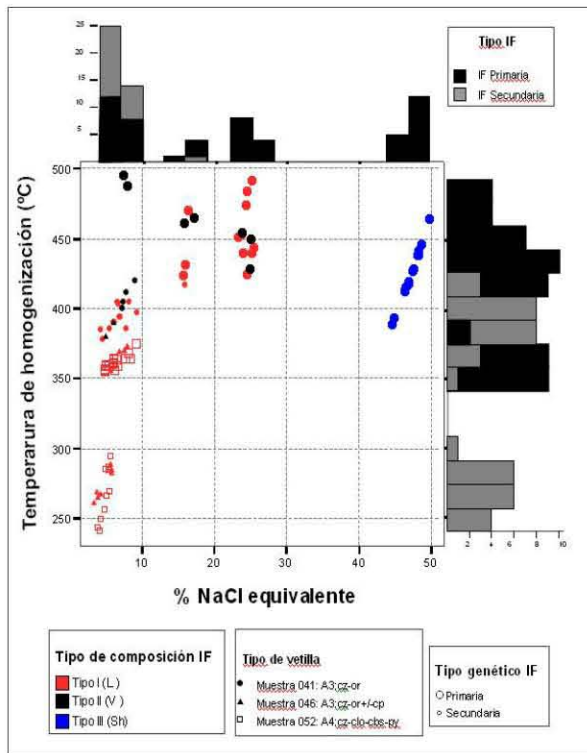 25
20
15
10
5
Tipo IF
IF Primaria
IF Secundaria
500
450
400
350
300
250
Temperarura de homogenización (ºC)
10 20 30 40 50
2 4 6 8 10
% NaCl equivalente
Tipo de composición IF
Tipo I (L)
Tipo II (V)
Tipo III (Sh)
Tipo de vetilla
Muestra 041: A3;cz-or
Muestra 046: A3;cz-or+/-cp
Muestra 052: A4;cz-clo-cbs-py
Tipo genético IF
Primaria
Secundaria